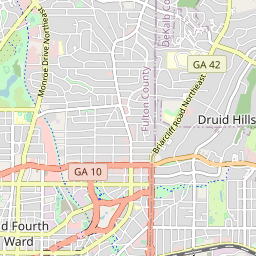 Monroe Drive Northeast
DeKalb Co
Fulton County
GA 42
Briarcliff Road Northeast
Druid Hills
GA 10
d Fourth
Ward